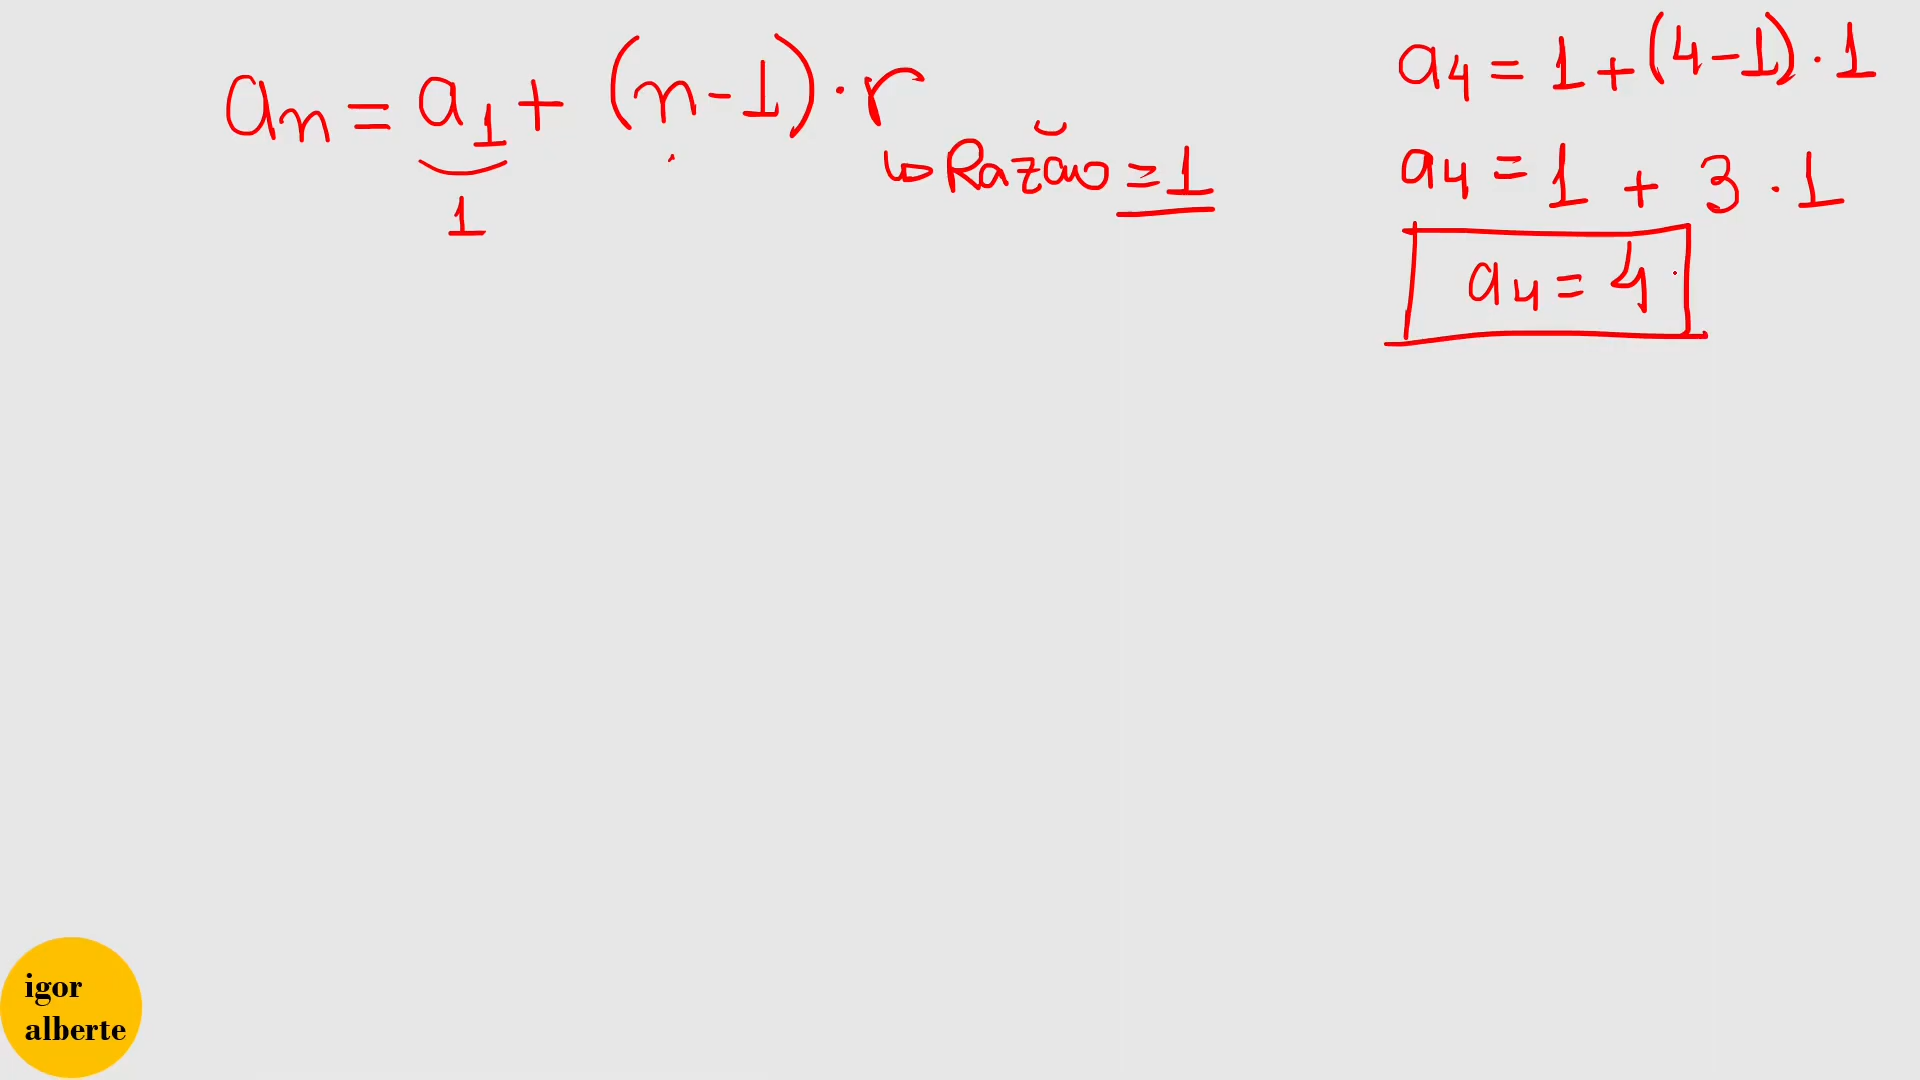 an = a1 + (n-1) · r
↳ Razão = 1
1
a4 = 1 + (4-1) · 1
a4 = 1 + 3 · 1
a4 = 4
igor
alberte